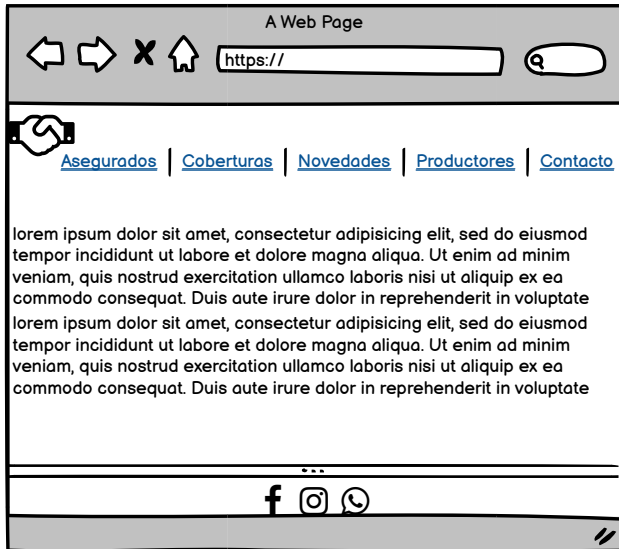 A Web Page
https://
Asegurados | Coberturas | Novedades | Productores | Contacto
lorem ipsum dolor sit amet, consectetur adipisicing elit, sed do eiusmod
tempor incididunt ut labore et dolore magna aliqua. Ut enim ad minim
veniam, quis nostrud exercitation ullamco laboris nisi ut aliquip ex ea
commodo consequat. Duis aute irure dolor in reprehenderit in voluptate
lorem ipsum dolor sit amet, consectetur adipisicing elit, sed do eiusmod
tempor incididunt ut labore et dolore magna aliqua. Ut enim ad minim
veniam, quis nostrud exercitation ullamco laboris nisi ut aliquip ex ea
commodo consequat. Duis aute irure dolor in reprehenderit in voluptate